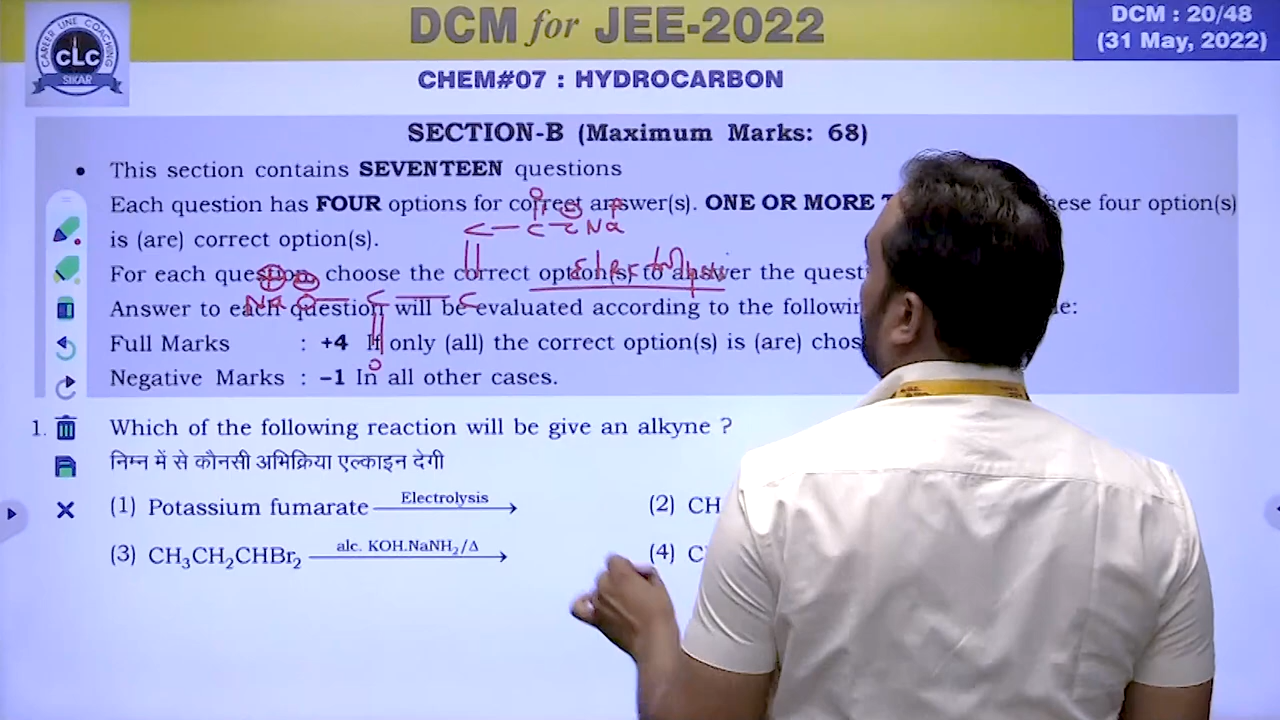 DCM for JEE-2022
DCM : 20/48
(31 May, 2022)
CAREER LINE COACHING
CLC
SIKAR
CHEM#07 : HYDROCARBON
SECTION-B (Maximum Marks: 68)
• This section contains SEVENTEEN questions
Each question has FOUR options for correct answer(s). ONE OR MORE these four option(s)
is (are) correct option(s).
For each question, choose the correct option(s) to answer the
Answer to each question will be evaluated according to the
Full Marks : +4 If only (all) the correct option(s) is (are)
Negative Marks : –1 In all other cases.
C — C — O Na
||
Na O — C — C
||
O
1. Which of the following reaction will be give an alkyne ?
निम्न में से कौनसी अभिक्रिया एल्काइन देगी
(1) Potassium fumarate Electrolysis →
(2) CH
(3) CH₃CH₂CHBr₂ alc. KOH.NaNH₂/Δ →
(4)